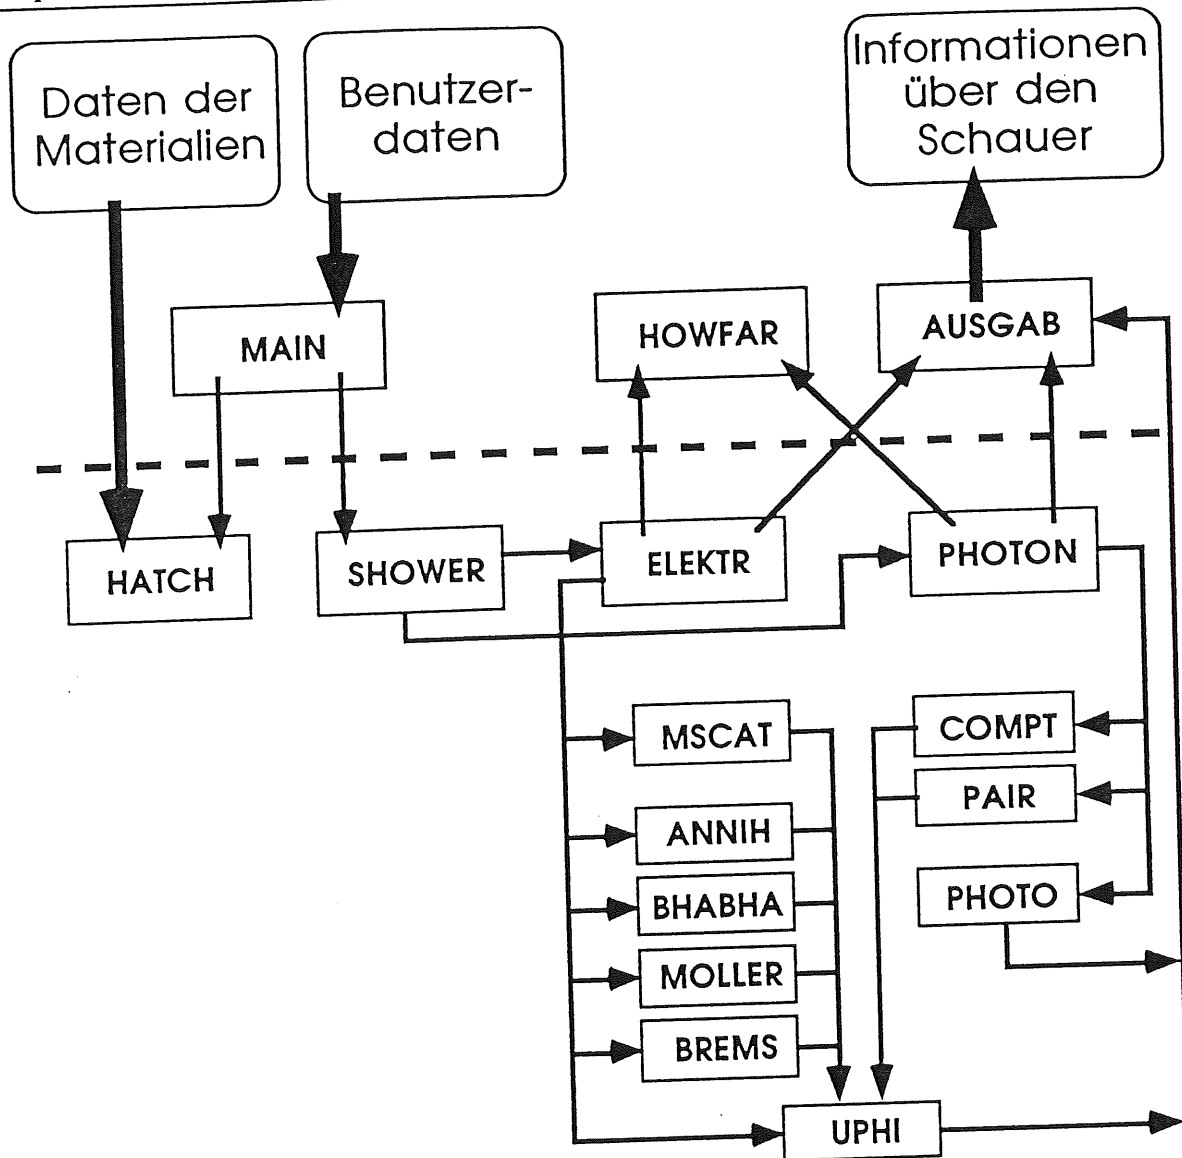 Daten der
Materialien
Benutzer-
daten
Informationen
über den
Schauer
MAIN
HOWFAR
AUSGAB
HATCH
SHOWER
ELEKTR
PHOTON
MSCAT
COMPT
PAIR
ANNIH
BHABHA
PHOTO
MOLLER
BREMS
UPHI